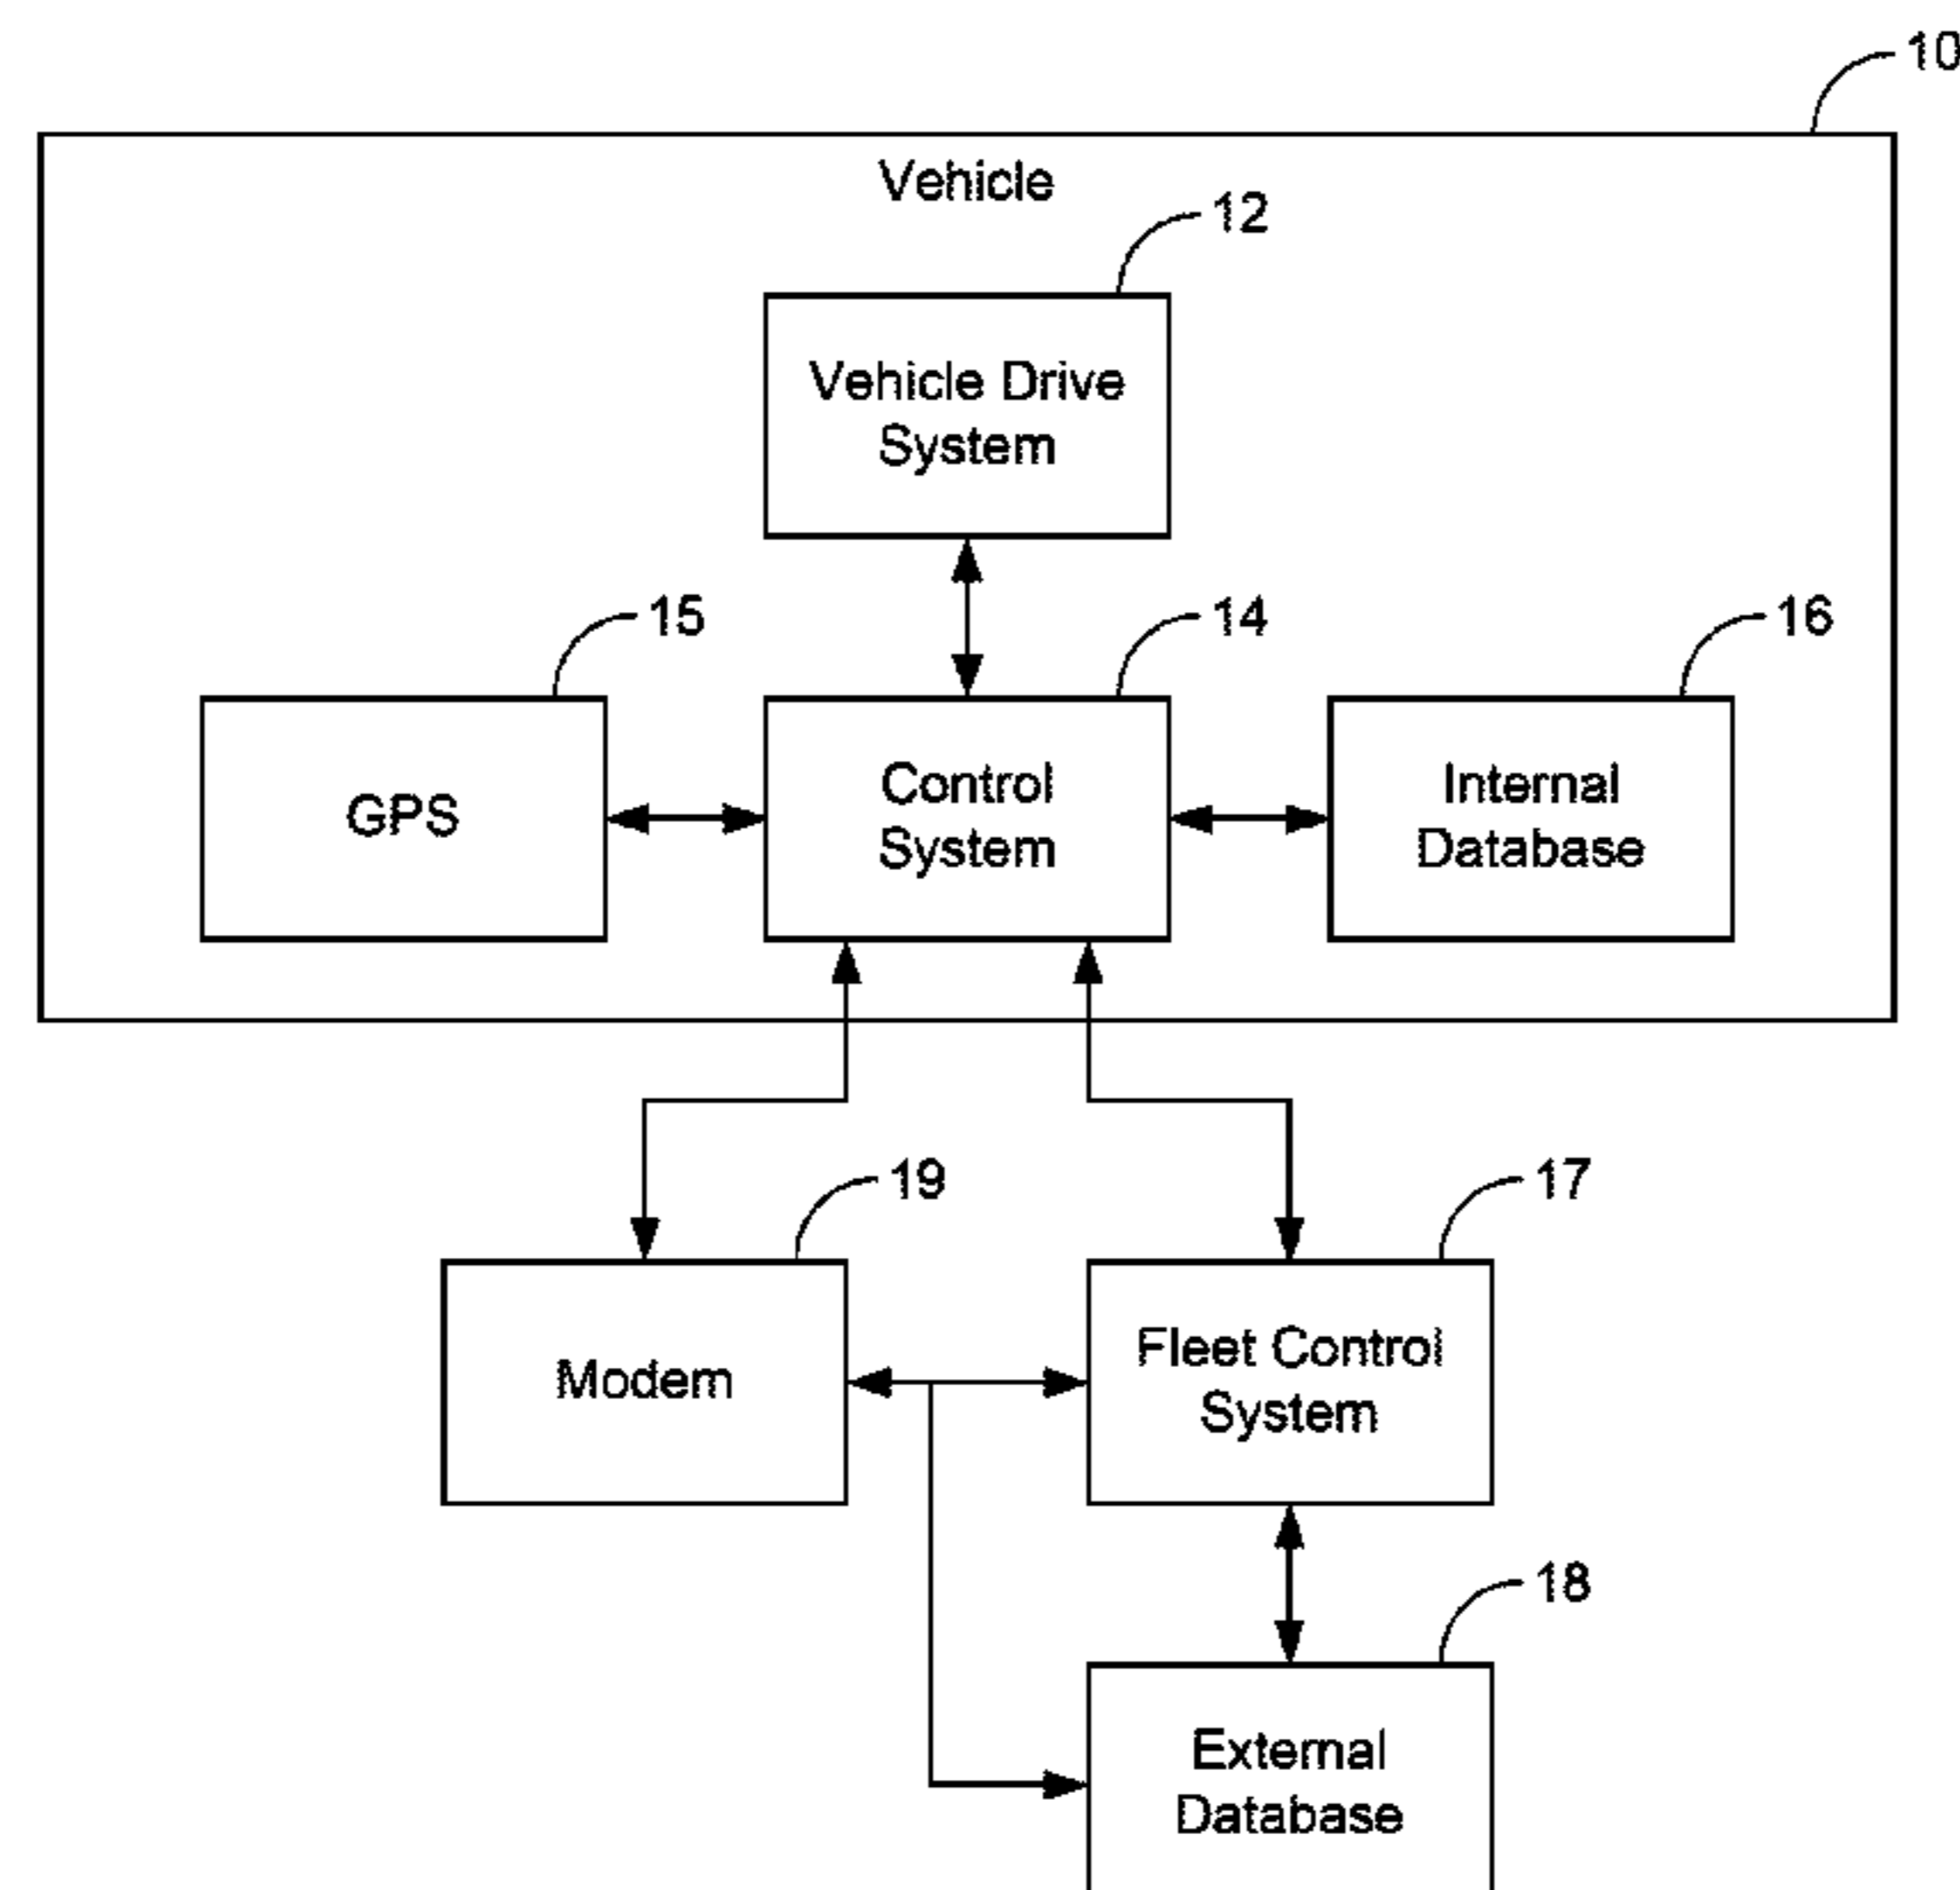 10
Vehicle
12
Vehicle Drive
System
15
14
16
GPS
Control
System
Internal
Database
19
17
Modem
Fleet Control
System
18
External
Database